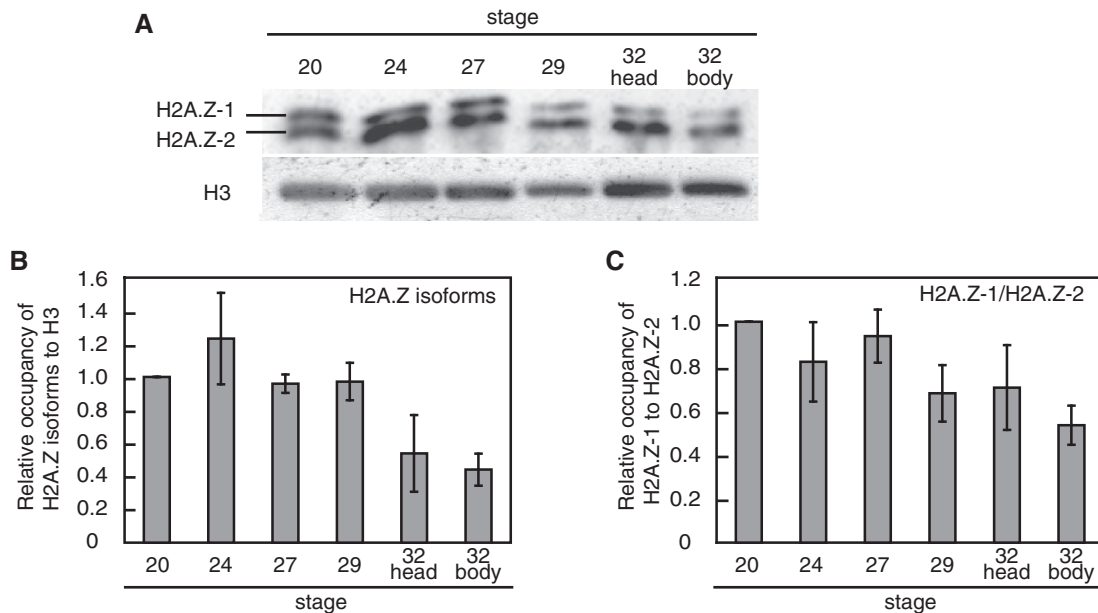 A
stage
20 24 27 29 32 head 32 body
H2A.Z-1
H2A.Z-2
H3
B
Relative occupancy of
H2A.Z isoforms to H3
1.6
1.4
1.2
1.0
0.8
0.6
0.4
0.2
0
H2A.Z isoforms
20 24 27 29 32 head 32 body
stage
C
Relative occupancy of
H2A.Z-1 to H2A.Z-2
1.2
1.0
0.8
0.6
0.4
0.2
0
H2A.Z-1/H2A.Z-2
20 24 27 29 32 head 32 body
stage